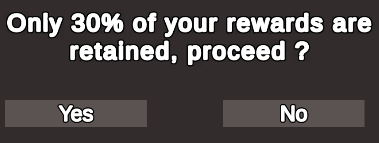 Only 30% of your rewards are
retained, proceed ?
Yes
No